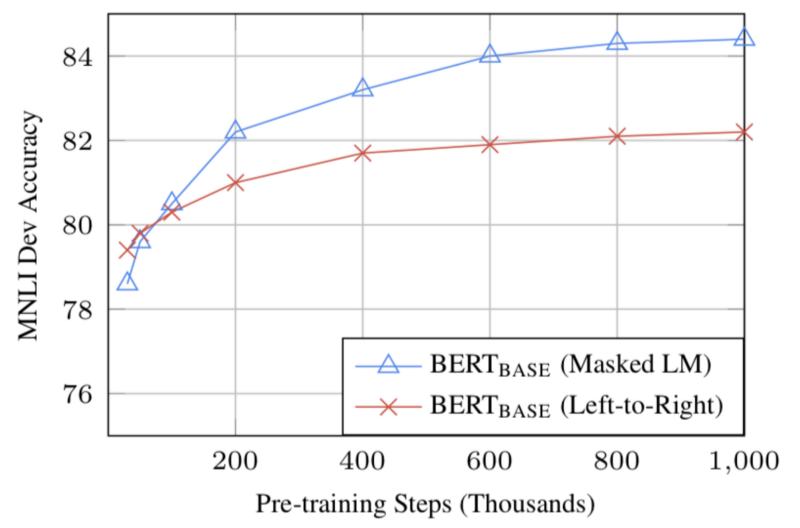 84
82
80
78
76
MNLI Dev Accuracy
BERTBASE (Masked LM)
BERTBASE (Left-to-Right)
200 400 600 800 1,000
Pre-training Steps (Thousands)